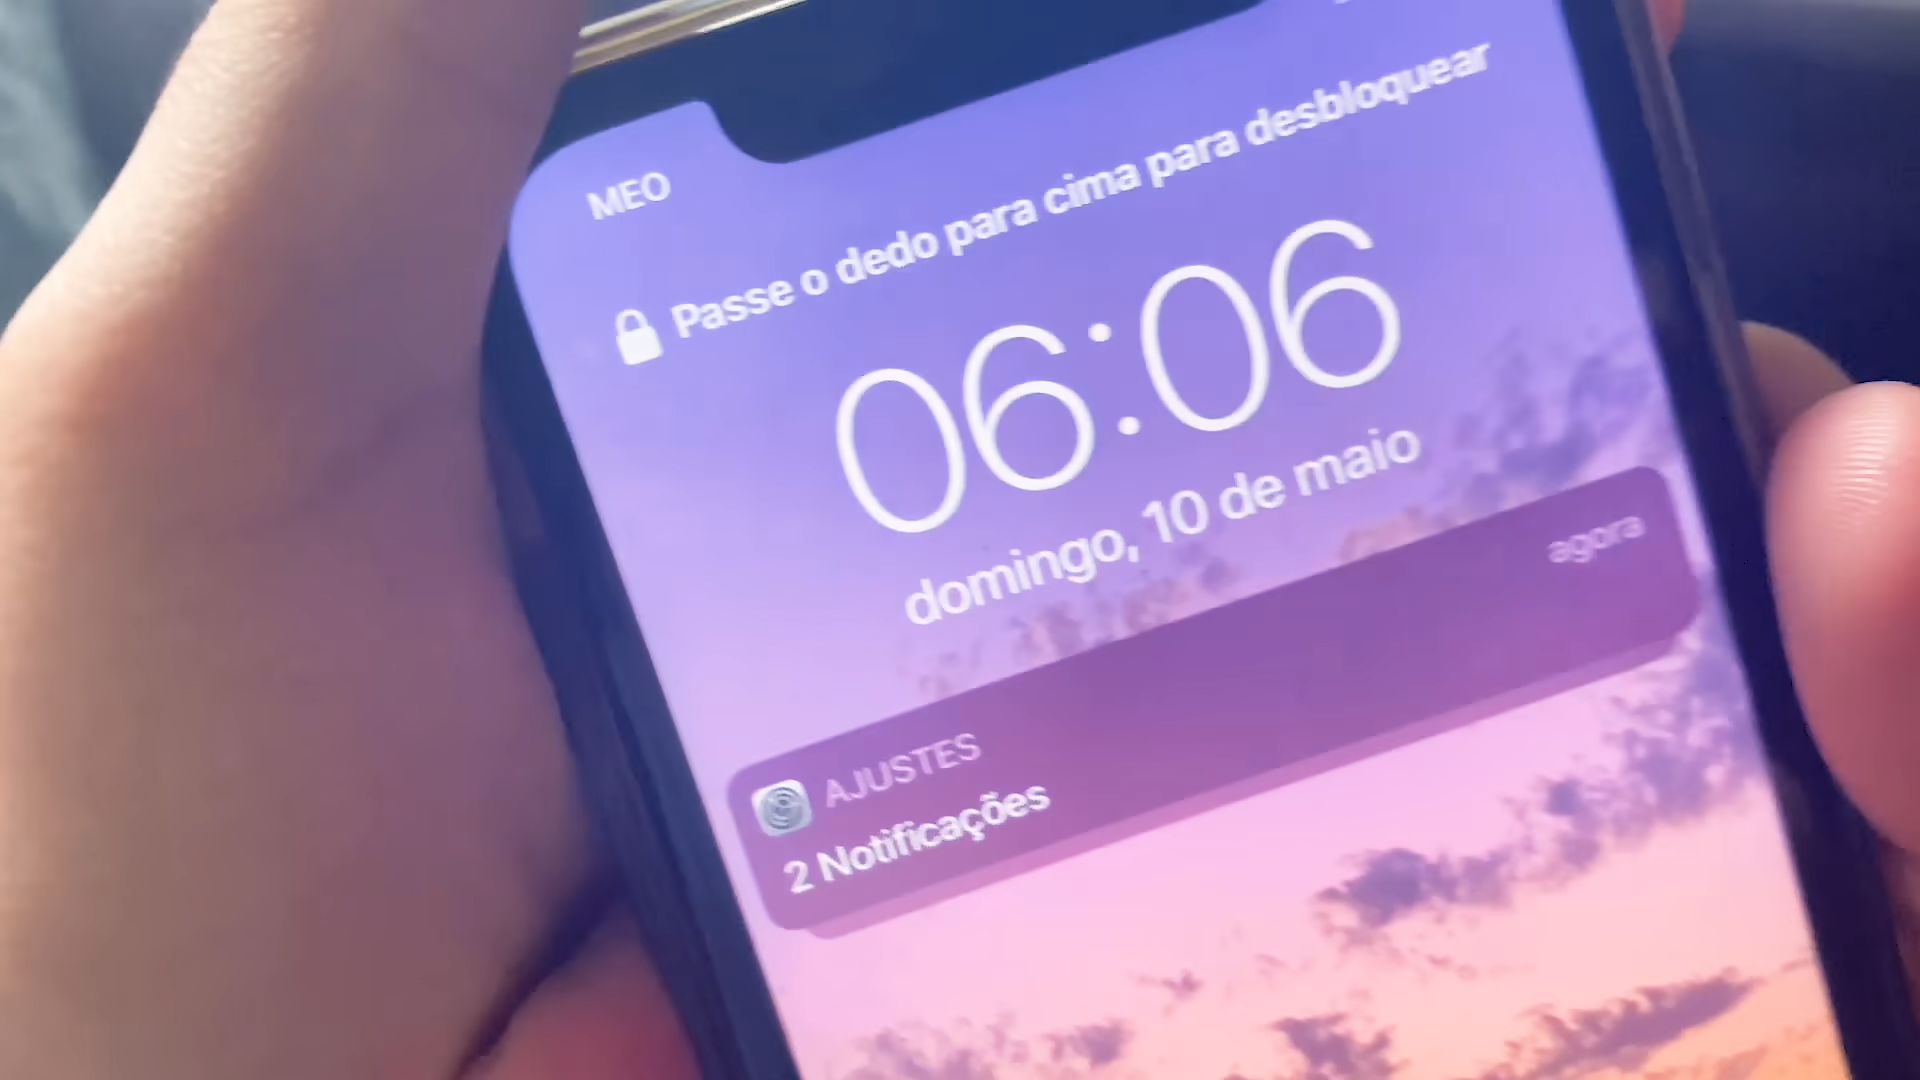 MEO
Passe o dedo para cima para desbloquear
06:06
domingo, 10 de maio
AJUSTES
agora
2 Notificações